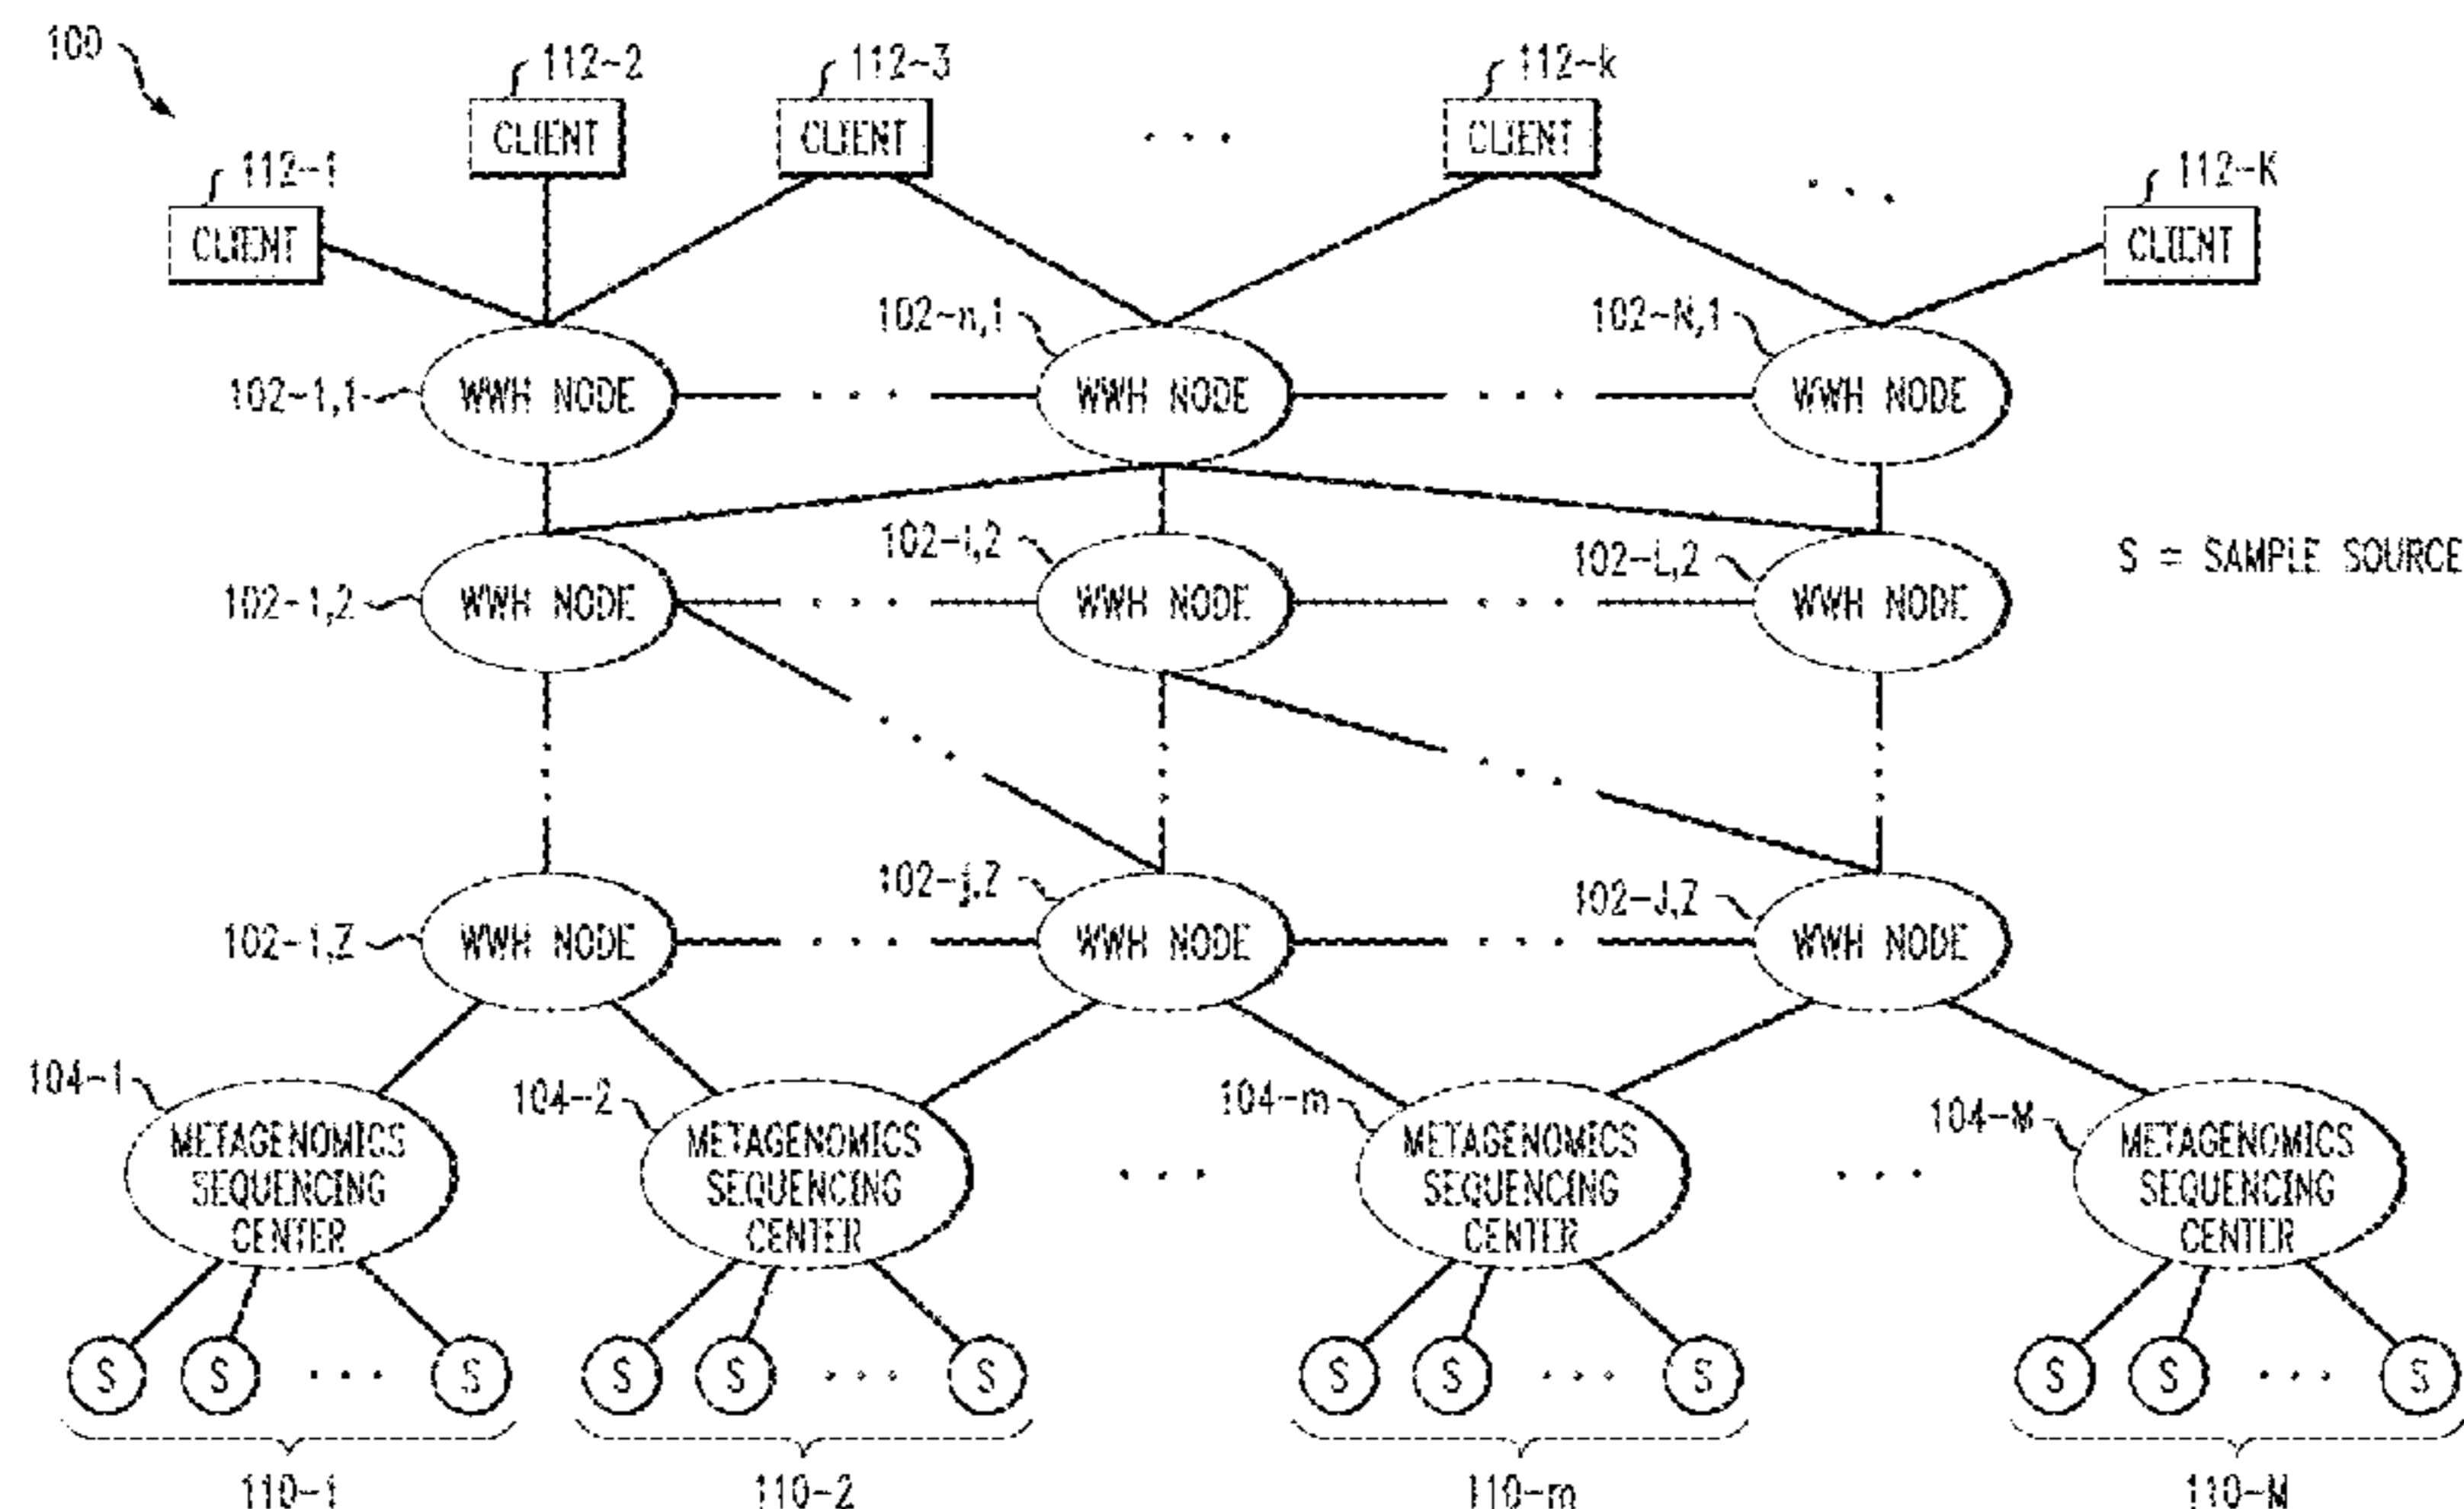 100
112-2
112-3
112-k
CLIENT
CLIENT
CLIENT
112-1
112-K
CLIENT
CLIENT
102-n,1
102-N,1
102-1,1
WWH NODE
WWH NODE
WWH NODE
102-l,2
102-L,2
S = SAMPLE SOURCE
102-1,2
WWH NODE
WWH NODE
WWH NODE
102-j,Z
102-J,Z
102-1,Z
WWH NODE
WWH NODE
WWH NODE
104-1
104-2
104-m
104-M
METAGENOMICS
SEQUENCING
CENTER
METAGENOMICS
SEQUENCING
CENTER
METAGENOMICS
SEQUENCING
CENTER
METAGENOMICS
SEQUENCING
CENTER
S S ... S
S S ... S
S S ... S
S S ... S
110-1
110-2
110-m
110-M